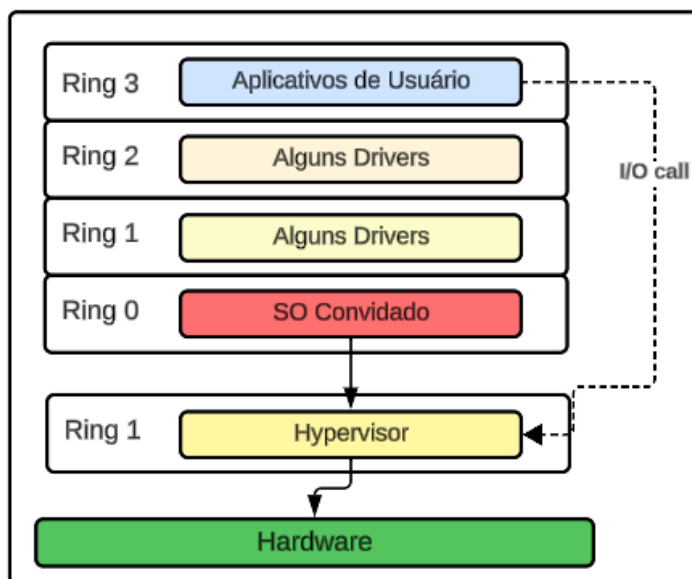 Ring 3
Aplicativos de Usuário
Ring 2
Alguns Drivers
I/O call
Ring 1
Alguns Drivers
Ring 0
SO Convidado
Ring 1
Hypervisor
Hardware